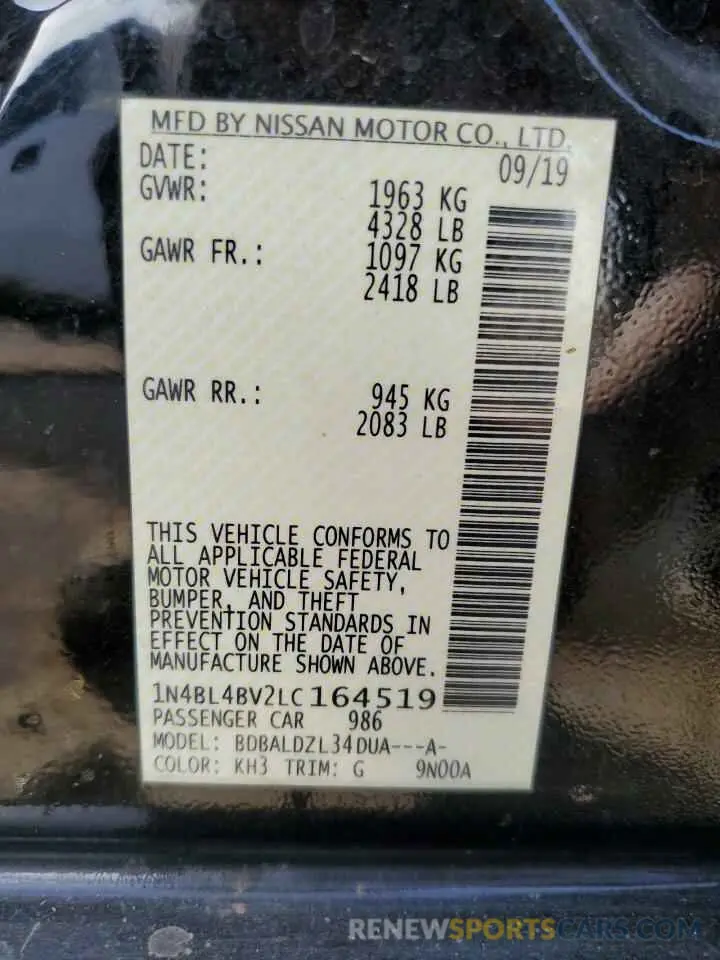 MFD BY NISSAN MOTOR CO., LTD.
DATE: 09/19
GVWR: 1963 KG
4328 LB
GAWR FR.: 1097 KG
2418 LB
GAWR RR.: 945 KG
2083 LB
THIS VEHICLE CONFORMS TO
ALL APPLICABLE FEDERAL
MOTOR VEHICLE SAFETY,
BUMPER, AND THEFT
PREVENTION STANDARDS IN
EFFECT ON THE DATE OF
MANUFACTURE SHOWN ABOVE.
1N4BL4BV2LC164519
PASSENGER CAR 986
MODEL: BDBALDZL34DUA---A-
COLOR: KH3 TRIM: G 9N00A
RENEWSPORTSCARS.COM